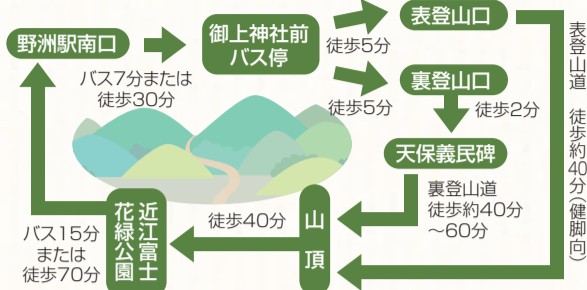 野洲駅南口
バス7分または
徒歩30分
御上神社前
バス停
徒歩5分
表登山口
表登山道 徒歩約40分(健脚向)
徒歩5分
裏登山口
徒歩2分
天保義民碑
裏登山道
徒歩約40分
〜60分
山頂
徒歩40分
近江富士
花緑公園
バス15分
または
徒歩70分